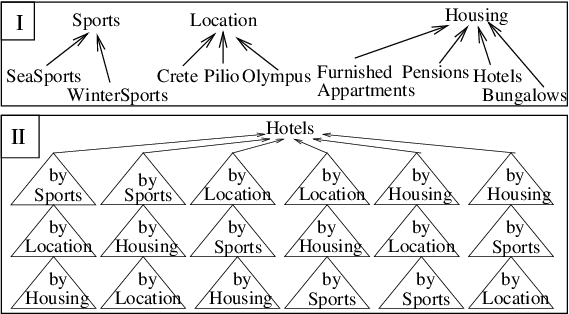 I
Sports
Location
Housing
SeaSports
WinterSports
Crete Pilio Olympus
Furnished
Appartments
Pensions
Hotels
Bungalows
II
Hotels
by by by by by by
Sports Sports Location Location Housing Housing
by by by by by by
Location Housing Sports Housing Location Sports
by by by by by by
Housing Location Housing Sports Sports Location